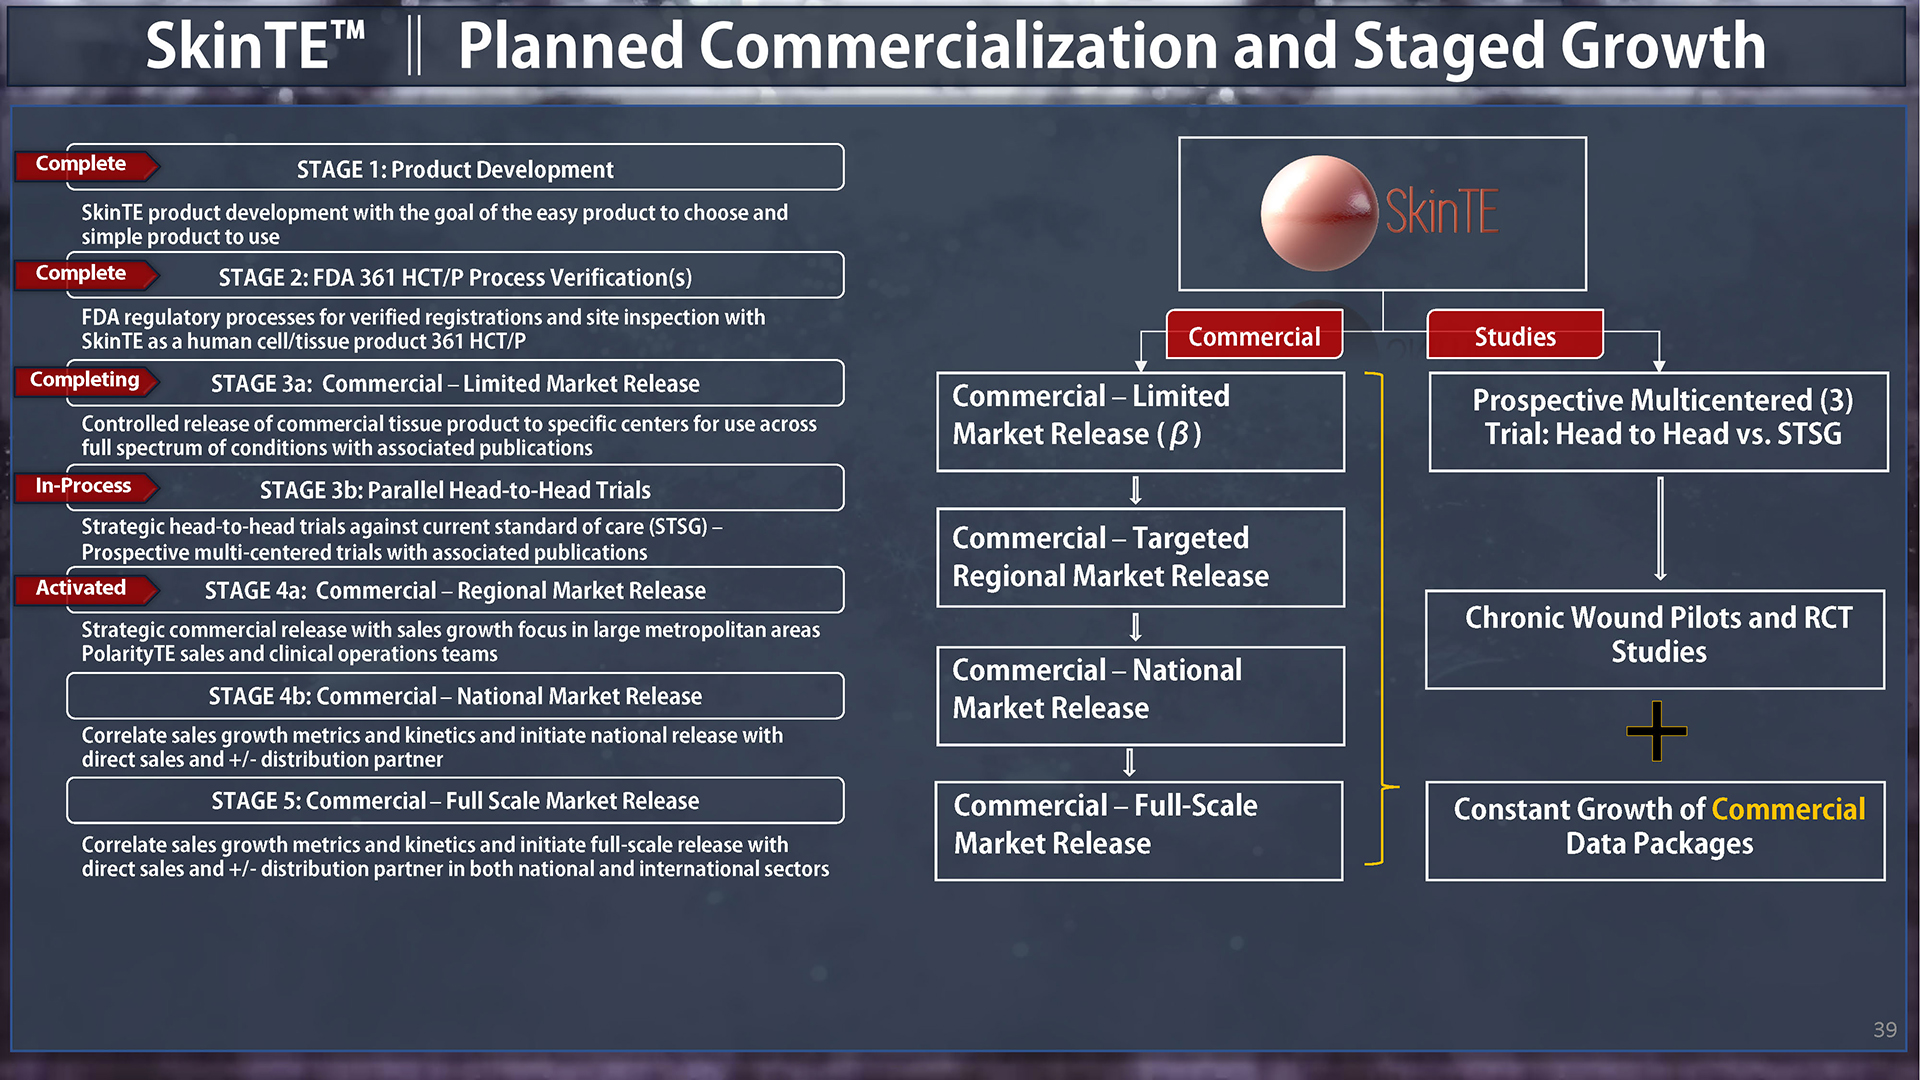 SkinTE™ || Planned Commercialization and Staged Growth
Complete
STAGE 1: Product Development
SkinTE product development with the goal of the easy product to choose and
simple product to use
Complete
STAGE 2: FDA 361 HCT/P Process Verification(s)
FDA regulatory processes for verified registrations and site inspection with
SkinTE as a human cell/tissue product 361 HCT/P
Completing
STAGE 3a: Commercial – Limited Market Release
Controlled release of commercial tissue product to specific centers for use across
full spectrum of conditions with associated publications
In-Process
STAGE 3b: Parallel Head-to-Head Trials
Strategic head-to-head trials against current standard of care (STSG) –
Prospective multi-centered trials with associated publications
Activated
STAGE 4a: Commercial – Regional Market Release
Strategic commercial release with sales growth focus in large metropolitan areas
PolarityTE sales and clinical operations teams
STAGE 4b: Commercial – National Market Release
Correlate sales growth metrics and kinetics and initiate national release with
direct sales and +/- distribution partner
STAGE 5: Commercial – Full Scale Market Release
Correlate sales growth metrics and kinetics and initiate full-scale release with
direct sales and +/- distribution partner in both national and international sectors
SkinTE
Commercial
Commercial – Limited
Market Release (β)
Commercial – Targeted
Regional Market Release
Commercial – National
Market Release
Commercial – Full-Scale
Market Release
Studies
Prospective Multicentered (3)
Trial: Head to Head vs. STSG
Chronic Wound Pilots and RCT
Studies
+
Constant Growth of Commercial
Data Packages
39